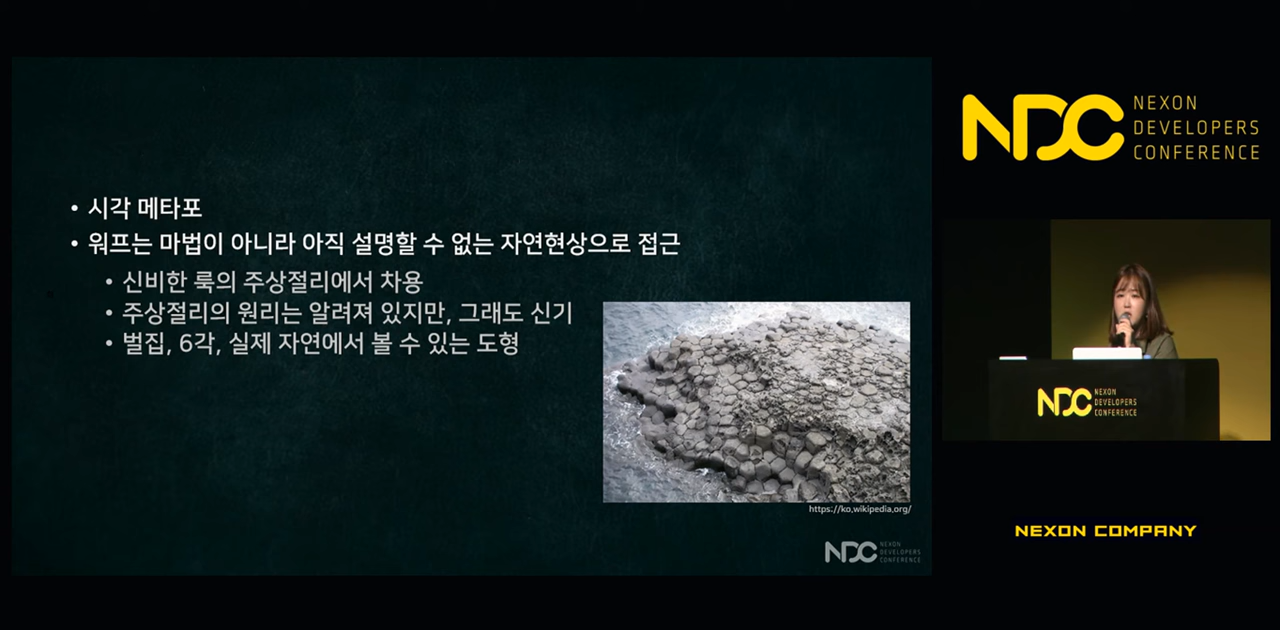 • 시각 메타포
• 워프는 마법이 아니라 아직 설명할 수 없는 자연현상으로 접근
• 신비한 룩의 주상절리에서 차용
• 주상절리의 원리는 알려져 있지만, 그래도 신기
• 벌집, 6각, 실제 자연에서 볼 수 있는 도형
https://ko.wikipedia.org/
NDC NEXON
DEVELOPERS
CONFERENCE
NDC NEXON
DEVELOPERS
CONFERENCE
NDC NEXON
DEVELOPERS
CONFERENCE
NEXON COMPANY